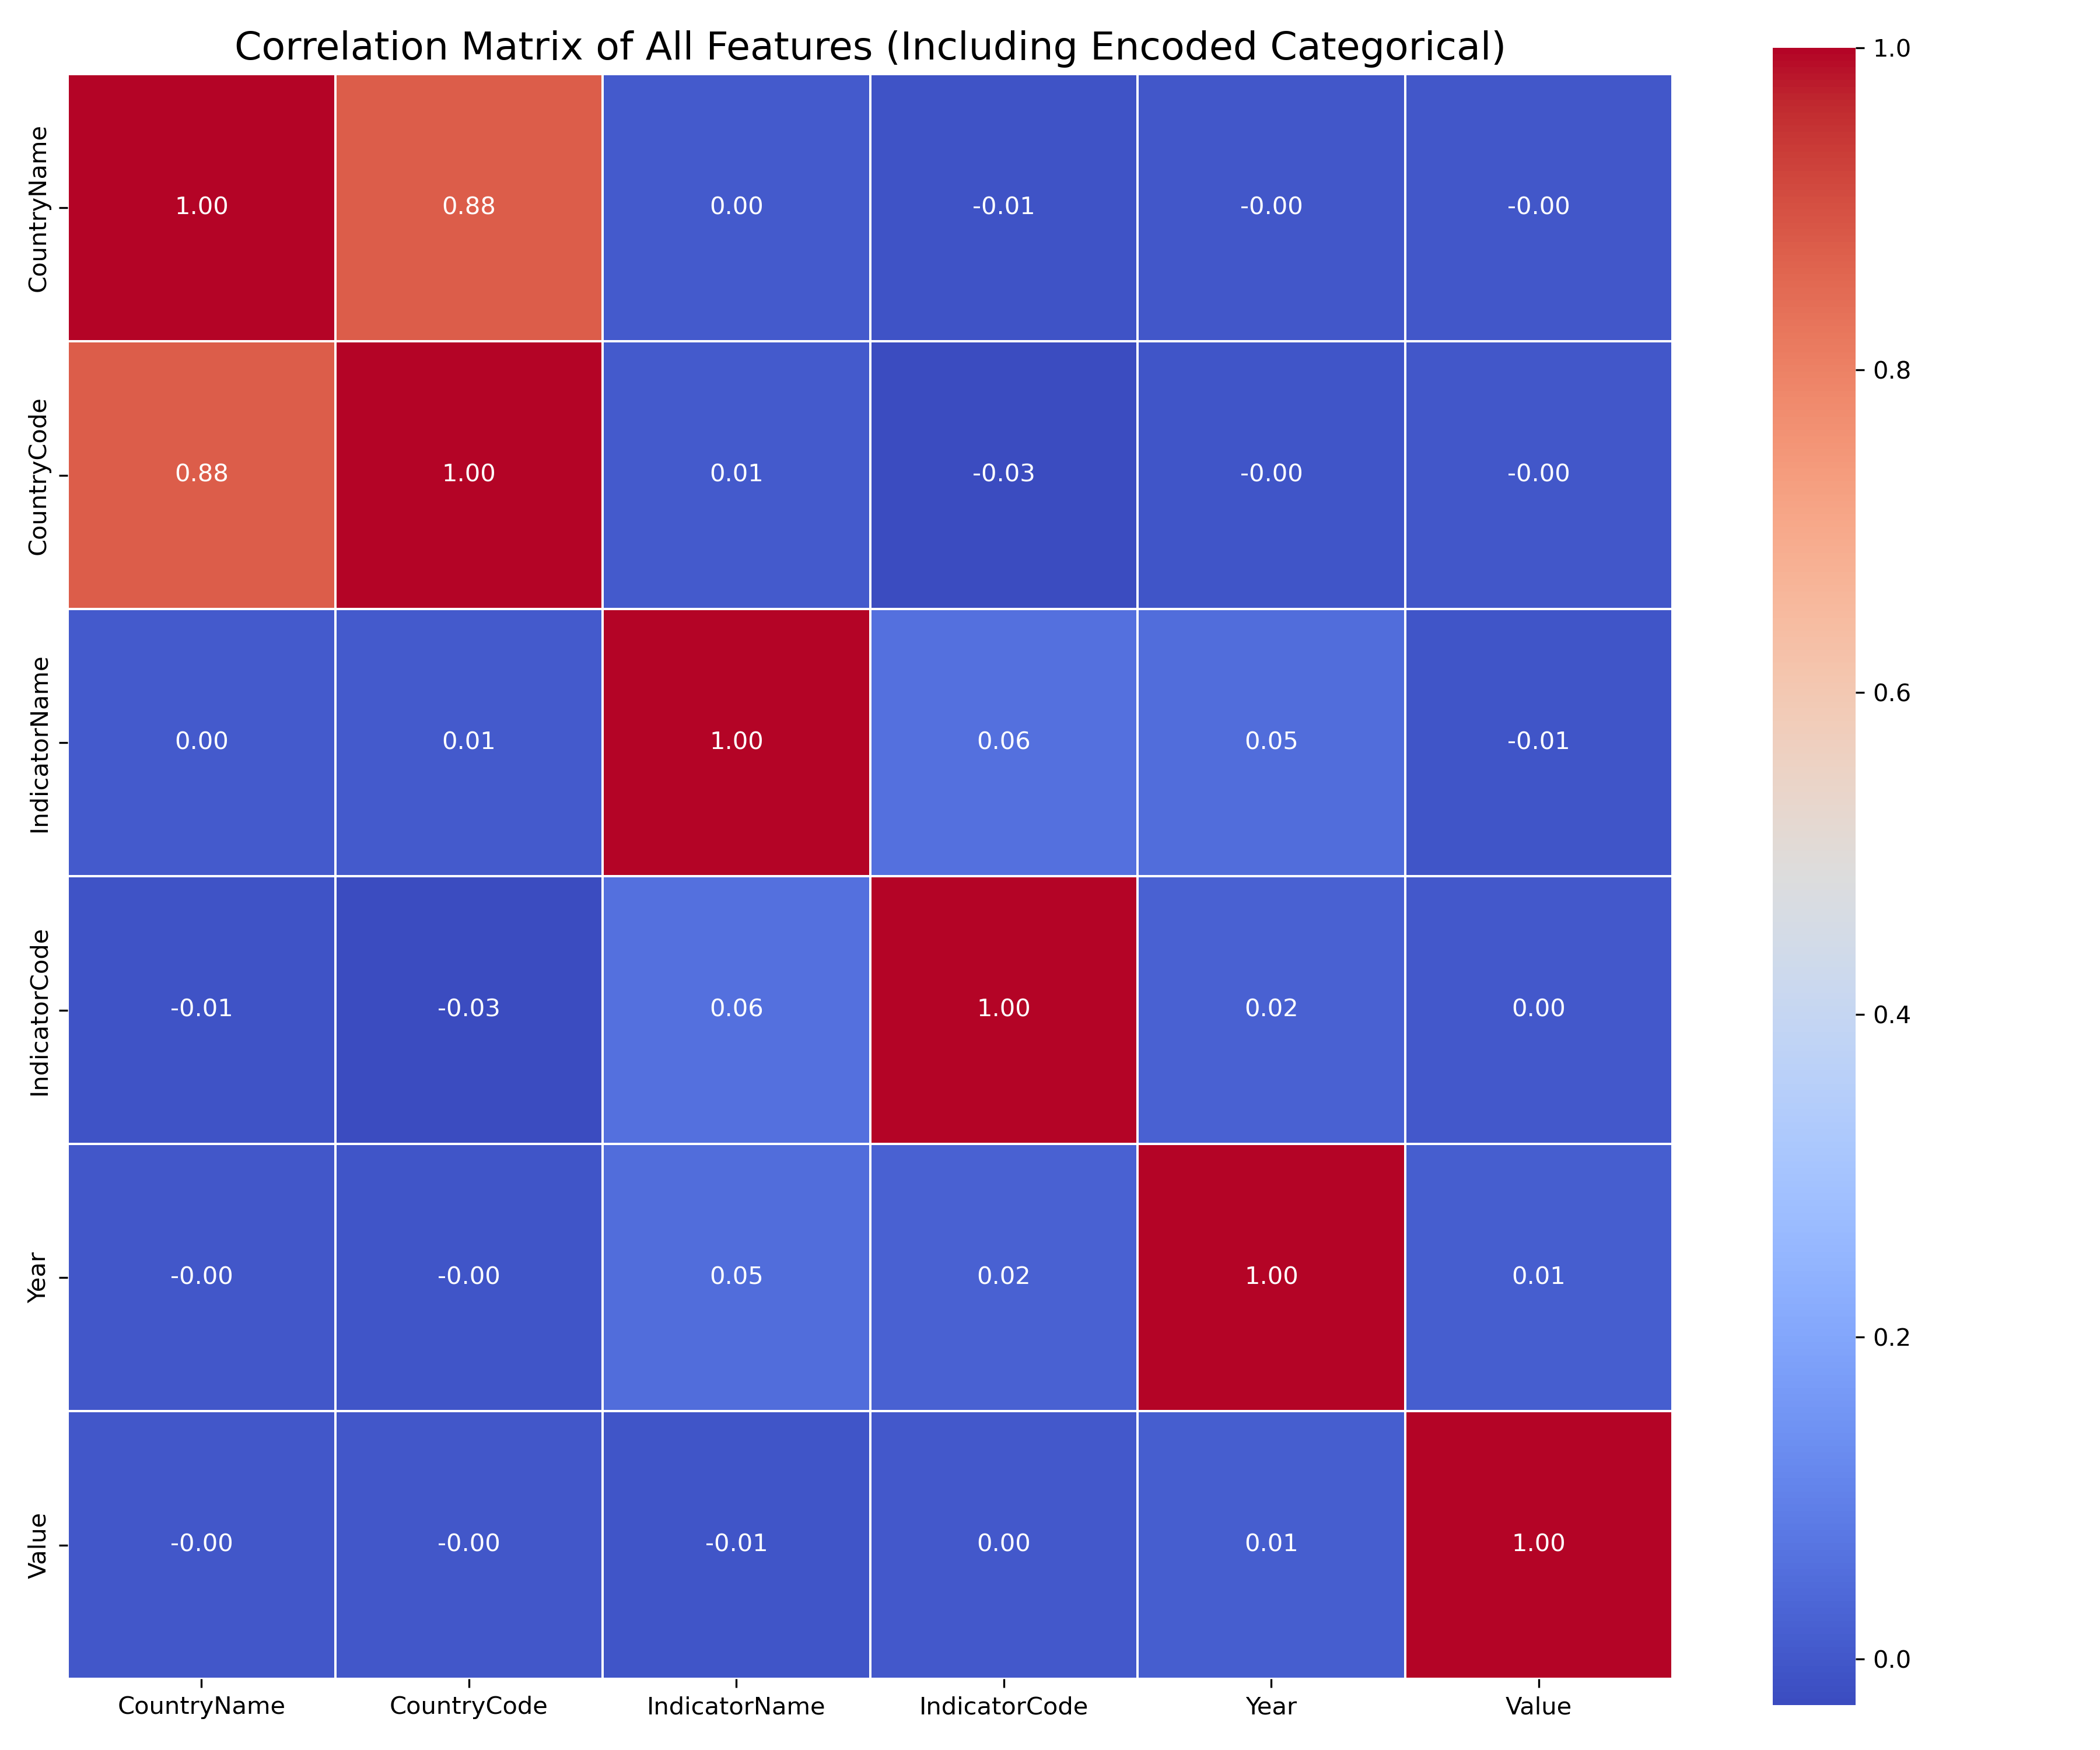 Correlation Matrix of All Features (Including Encoded Categorical)
CountryName 1.00 0.88 0.00 -0.01 -0.00 -0.00
CountryCode 0.88 1.00 0.01 -0.03 -0.00 -0.00
IndicatorName 0.00 0.01 1.00 0.06 0.05 -0.01
IndicatorCode -0.01 -0.03 0.06 1.00 0.02 0.00
Year -0.00 -0.00 0.05 0.02 1.00 0.01
Value -0.00 -0.00 -0.01 0.00 0.01 1.00
CountryName CountryCode IndicatorName IndicatorCode Year Value
1.0
0.8
0.6
0.4
0.2
0.0